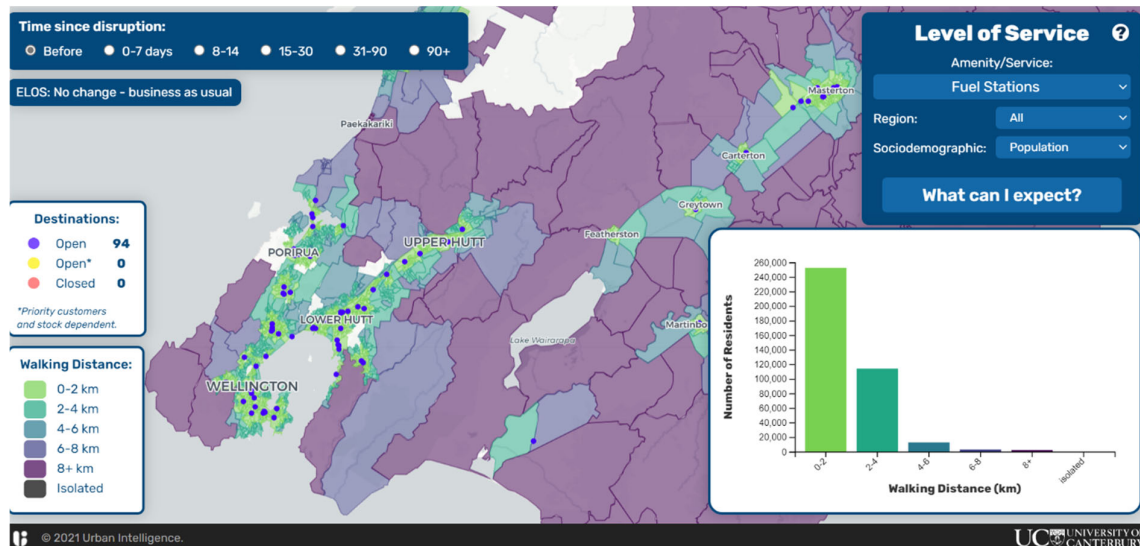 Time since disruption:
Before 0-7 days 8-14 15-30 31-90 90+
ELOS: No change - business as usual
Level of Service ?
Amenity/Service:
Fuel Stations
Region: All
Sociodemographic: Population
What can I expect?
Paekakariki
Masterton
Carterton
Greytown
Featherston
UPPER HUTT
PORIRUA
LOWER HUTT
Martinbo
Lake Wairarapa
WELLINGTON
Destinations:
Open 94
Open* 0
Closed 0
*Priority customers
and stock dependent.
Walking Distance:
0-2 km
2-4 km
4-6 km
6-8 km
8+ km
Isolated
Number of Residents
260,000
240,000
220,000
200,000
180,000
160,000
140,000
120,000
100,000
80,000
60,000
40,000
20,000
0
0-2 2-4 4-6 6-8 8+ isolated
Walking Distance (km)
© 2021 Urban Intelligence.
UC UNIVERSITY OF
CANTERBURY